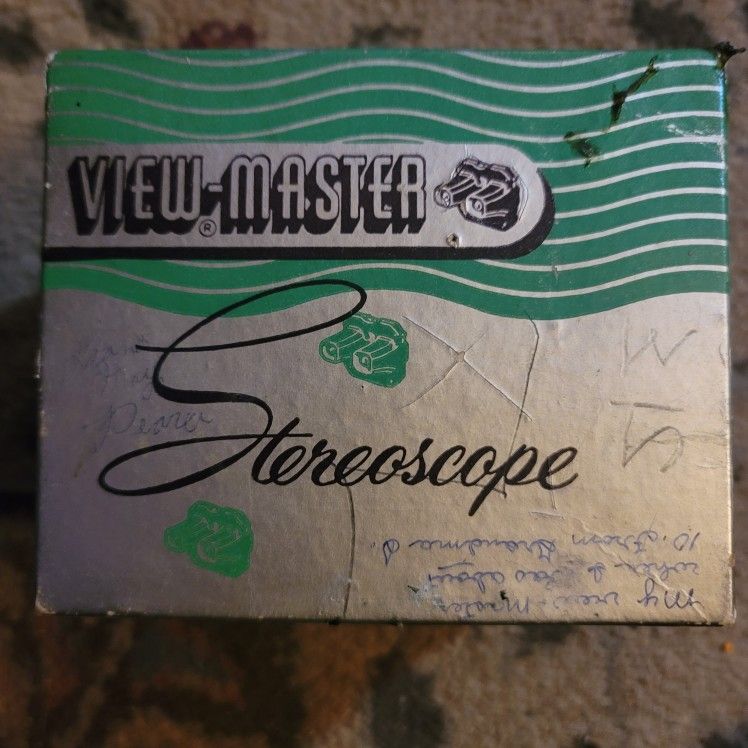 VIEW-MASTER
®
Stereoscope
My view-master
when I was about
10. From Grandma S.